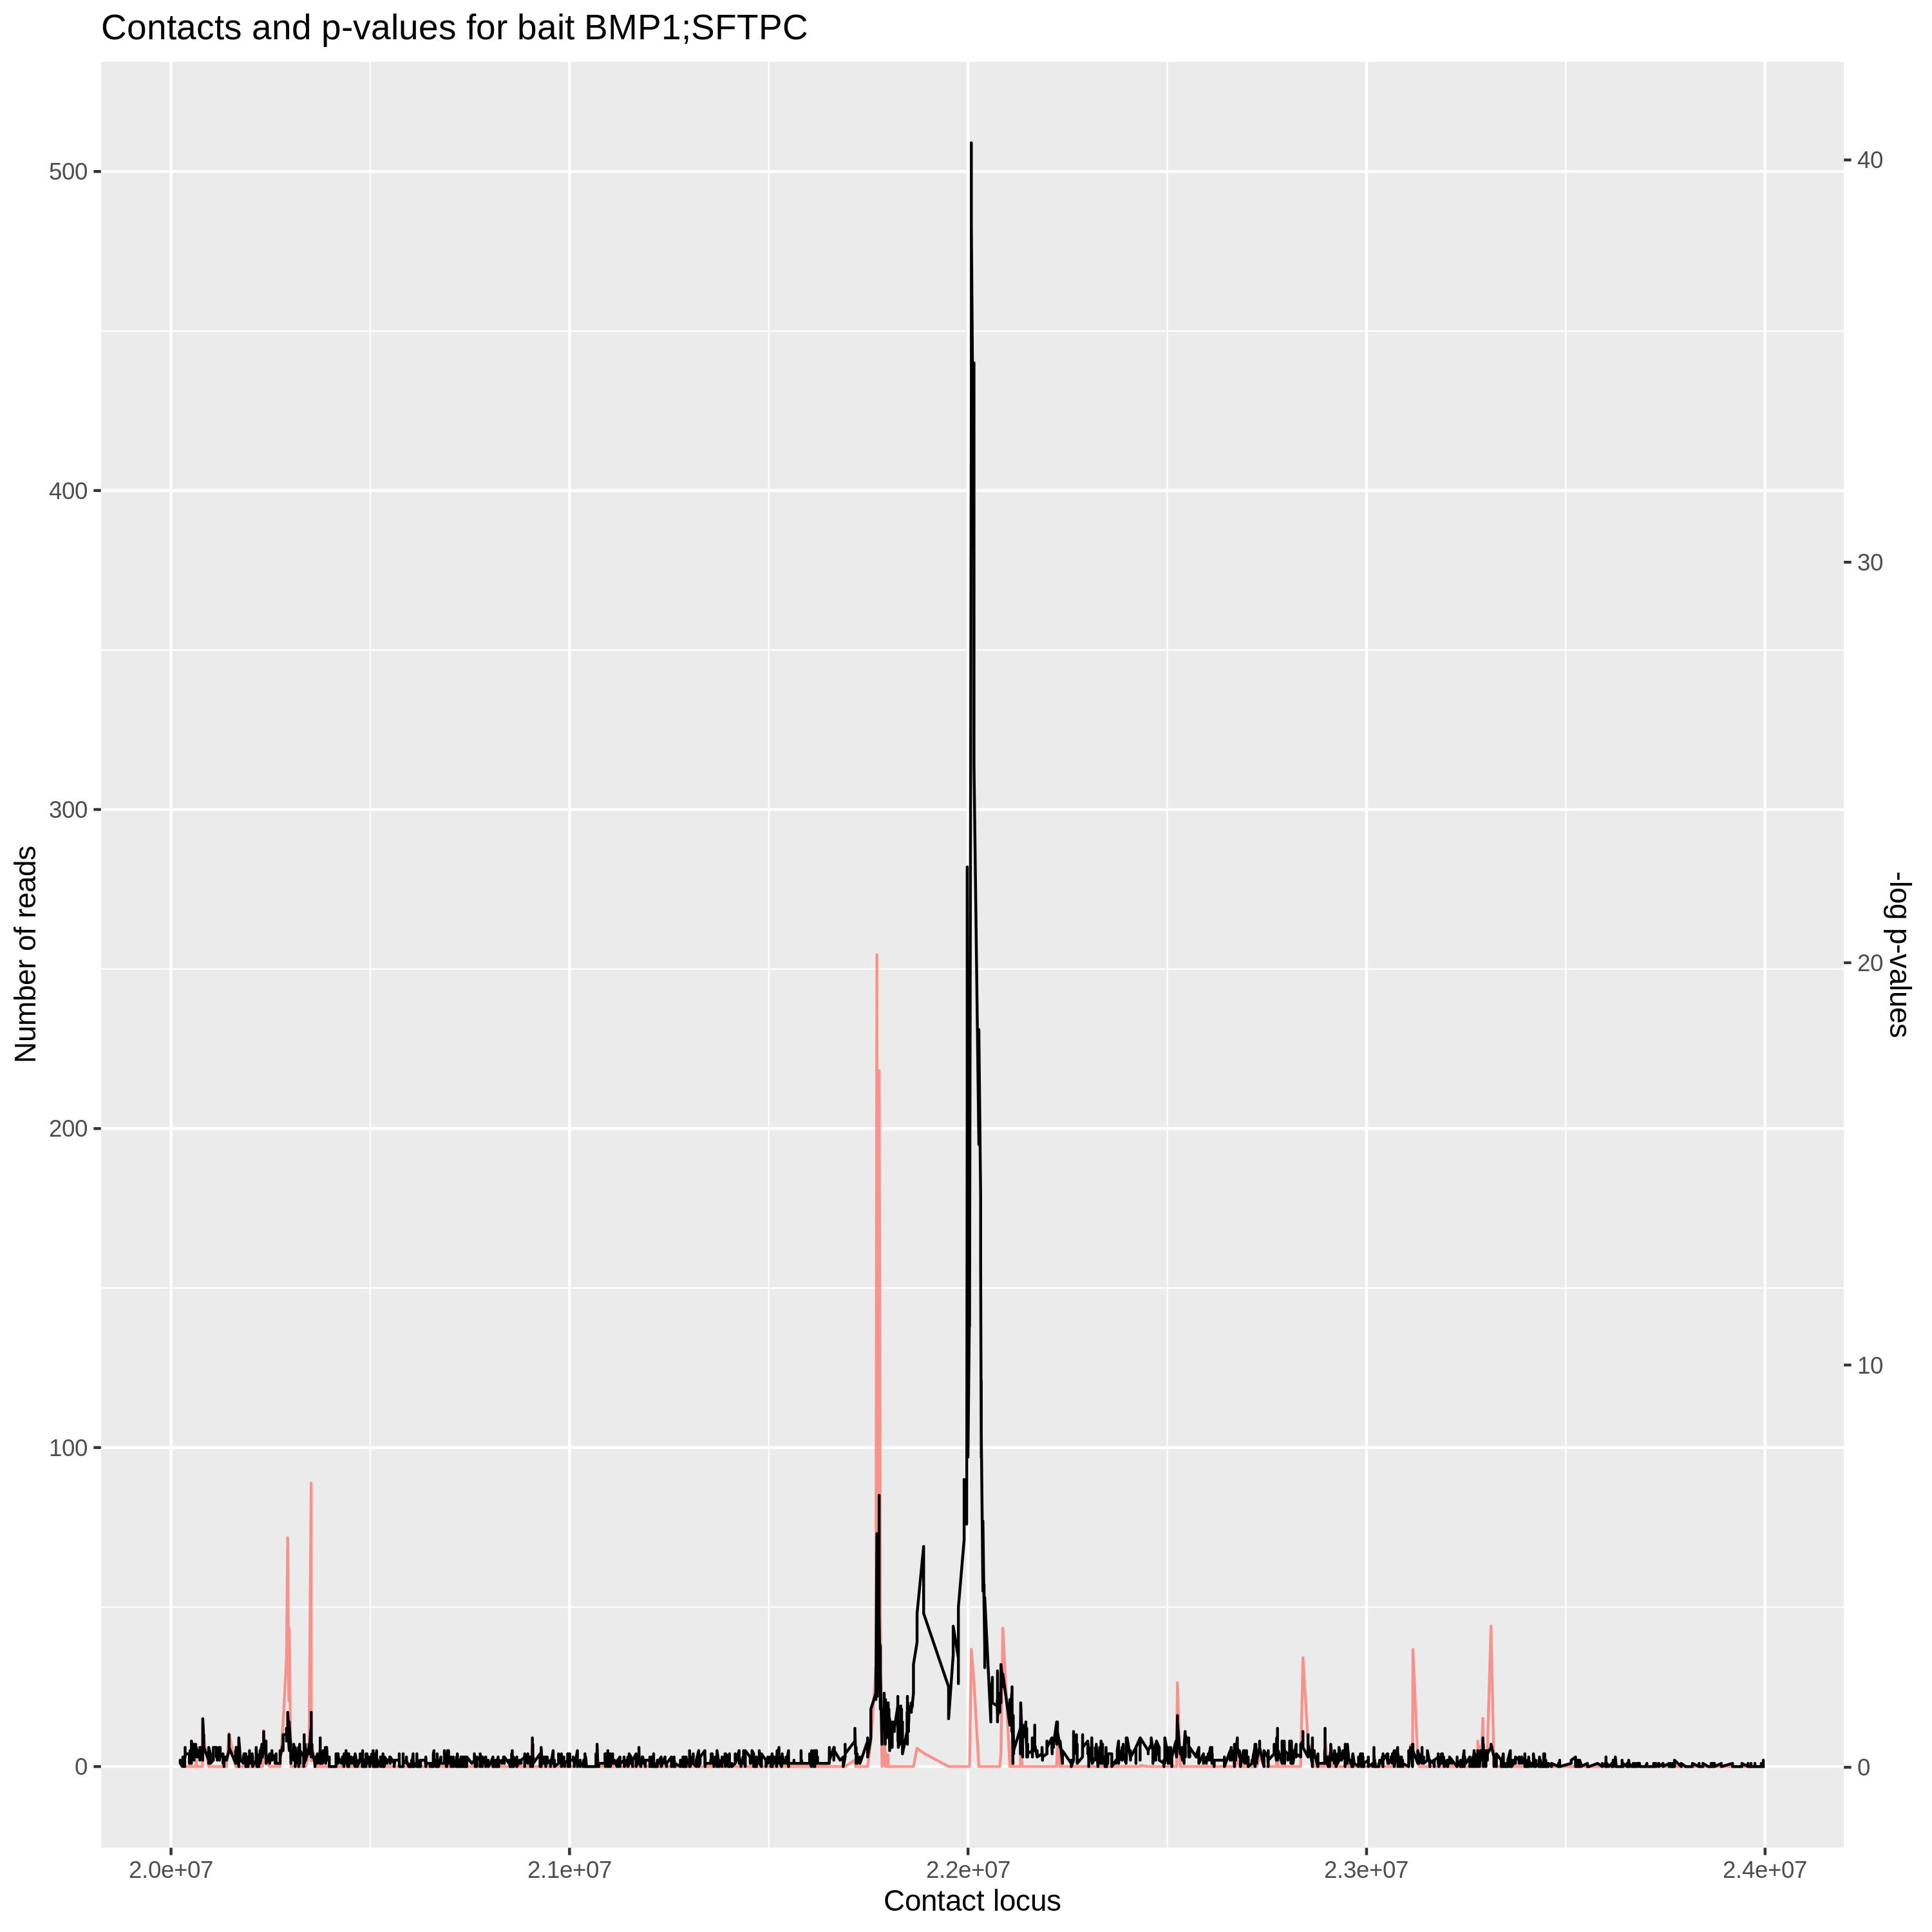 Contacts and p-values for bait BMP1;SFTPC
Number of reads
500
400
300
200
100
0
40
30
20
10
0
-log p-values
2.0e+07
2.1e+07
2.2e+07
2.3e+07
2.4e+07
Contact locus